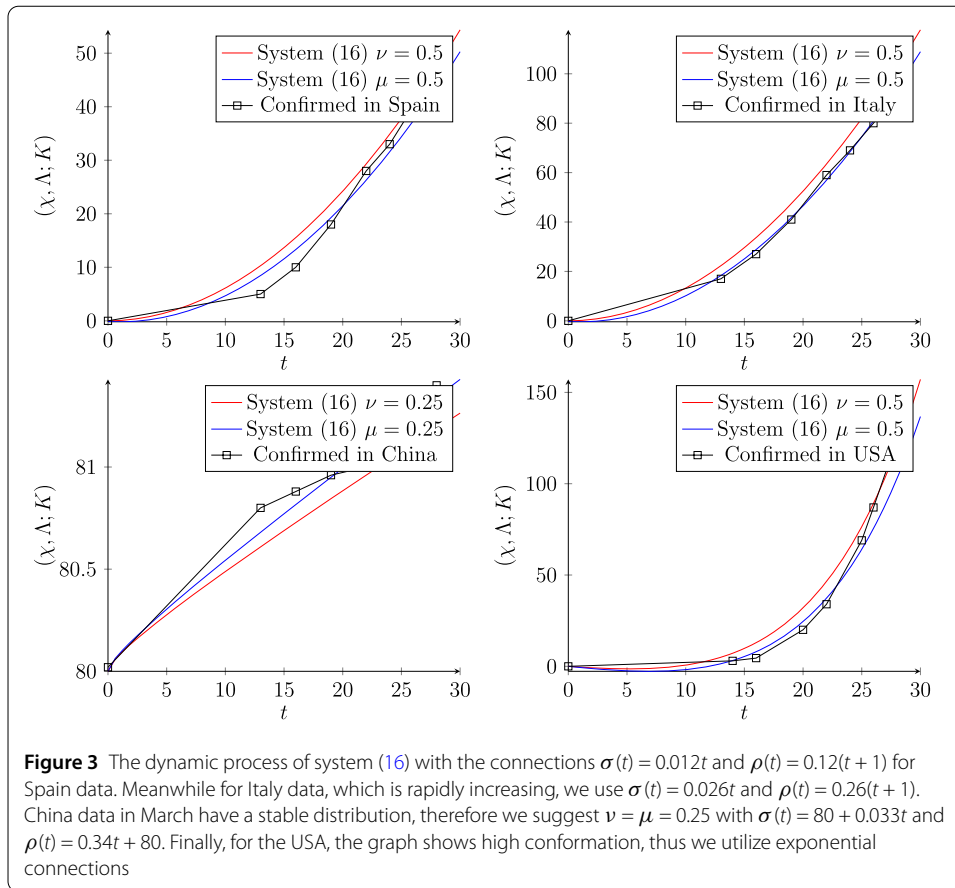 50
40
30
20
10
0
0 5 10 15 20 25 30
t
(χ, Λ; K)
System (16) ν = 0.5
System (16) μ = 0.5
Confirmed in Spain
100
80
60
40
20
0
0 5 10 15 20 25 30
t
(χ, Λ; K)
System (16) ν = 0.5
System (16) μ = 0.5
Confirmed in Italy
81
80.5
80
0 5 10 15 20 25 30
t
(χ, Λ; K)
System (16) ν = 0.25
System (16) μ = 0.25
Confirmed in China
150
100
50
0
0 5 10 15 20 25 30
t
(χ, Λ; K)
System (16) ν = 0.5
System (16) μ = 0.5
Confirmed in USA
Figure 3 The dynamic process of system (16) with the connections σ(t) = 0.012t and ρ(t) = 0.12(t + 1) for
Spain data. Meanwhile for Italy data, which is rapidly increasing, we use σ(t) = 0.026t and ρ(t) = 0.26(t + 1).
China data in March have a stable distribution, therefore we suggest ν = μ = 0.25 with σ(t) = 80 + 0.033t and
ρ(t) = 0.34t + 80. Finally, for the USA, the graph shows high conformation, thus we utilize exponential
connections